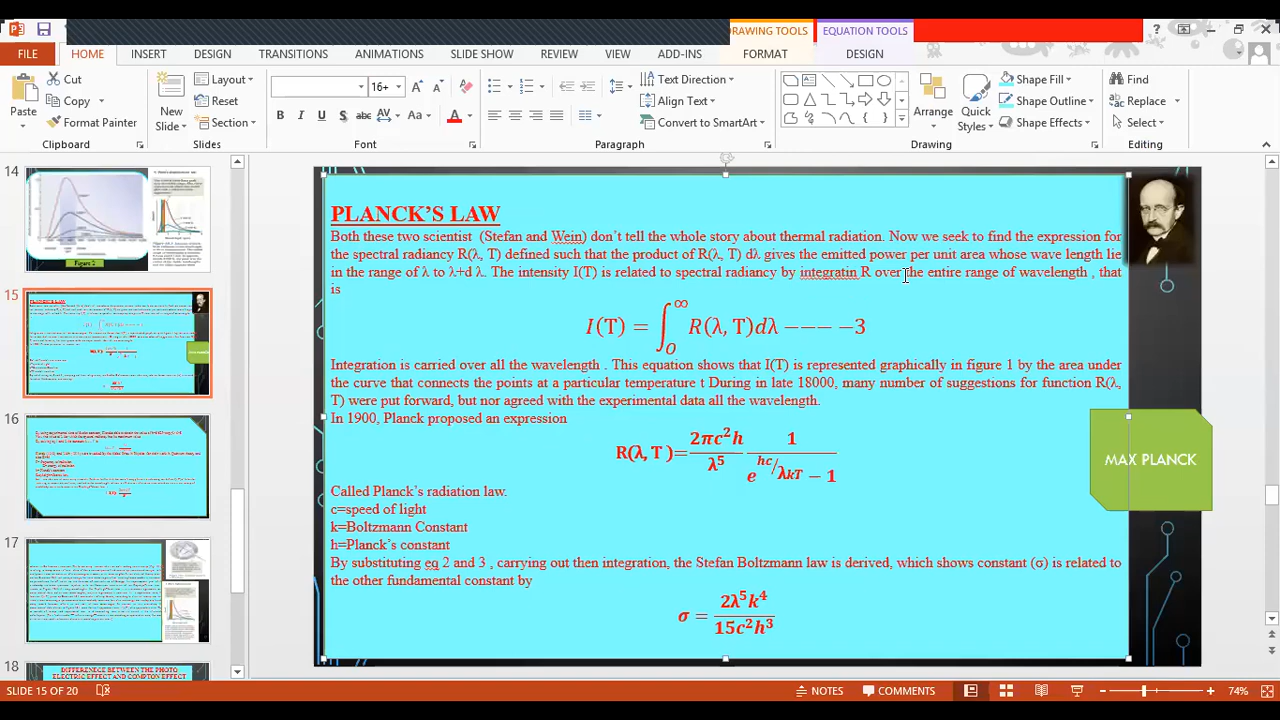 DRAWING TOOLS EQUATION TOOLS
FILE HOME INSERT DESIGN TRANSITIONS ANIMATIONS SLIDE SHOW REVIEW VIEW ADD-INS FORMAT DESIGN
Paste Cut Copy Format Painter
Clipboard
New Slide Layout Reset Section
Slides
16+
B I U S abc AV Aa A
Font
Text Direction Align Text Convert to SmartArt
Paragraph
Arrange Quick Styles Shape Fill Shape Outline Shape Effects
Drawing
Find Replace Select
Editing
14
15
16
17
18
DIFFERENECE BETWEEN THE PHOTO
ELECTRIC EFFECT AND COMPTON EFFECT
PLANCK'S LAW
Both these two scientist (Stefan and Wein) don't tell the whole story about thermal radiation. Now we seek to find the expression for
the spectral radiancy R(λ, T) defined such that the product of R(λ, T) dλ gives the emitted power per unit area whose wave length lie
in the range of λ to λ+d λ. The intensity I(T) is related to spectral radiancy by integratin R over the entire range of wavelength , that
is
I(T) = ∫_O^∞ R(λ, T)dλ −−−−−3
Integration is carried over all the wavelength . This equation shows that I(T) is represented graphically in figure 1 by the area under
the curve that connects the points at a particular temperature t During in late 18000, many number of suggestions for function R(λ,
T) were put forward, but nor agreed with the experimental data all the wavelength.
In 1900, Planck proposed an expression
R(λ, T )= 2πc²h/λ⁵ 1/e^hc/λkT − 1
Called Planck's radiation law.
c=speed of light
k=Boltzmann Constant
h=Planck's constant
By substituting eq 2 and 3 , carrying out then integration, the Stefan Boltzmann law is derived, which shows constant (σ) is related to
the other fundamental constant by
σ = 2λ⁵k⁴/15c²h³
MAX PLANCK
SLIDE 15 OF 20 NOTES COMMENTS 74%